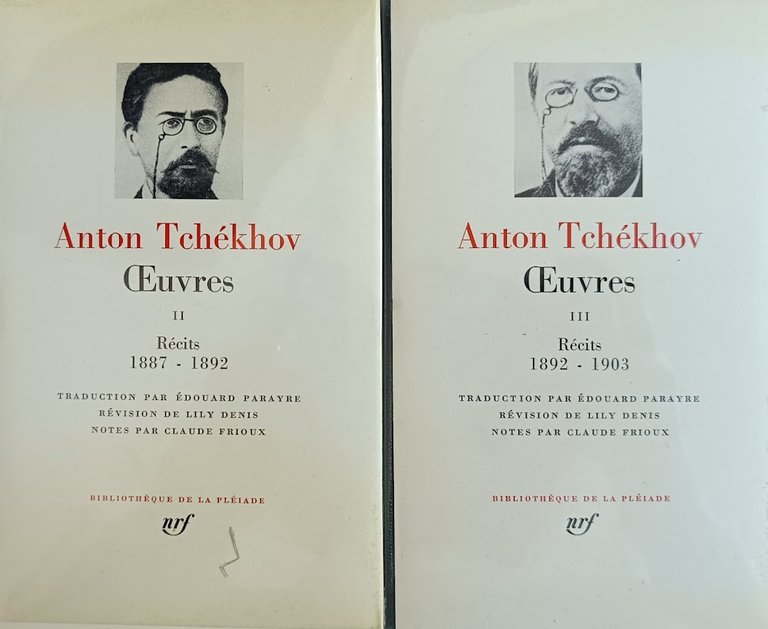 Anton Tchékhov
Œuvres
II
Récits
1887 - 1892
TRADUCTION PAR ÉDOUARD PARAYRE
RÉVISION DE LILY DENIS
NOTES PAR CLAUDE FRIOUX
BIBLIOTHÈQUE DE LA PLÉIADE
nrf
Anton Tchékhov
Œuvres
III
Récits
1892 - 1903
TRADUCTION PAR ÉDOUARD PARAYRE
RÉVISION DE LILY DENIS
NOTES PAR CLAUDE FRIOUX
BIBLIOTHÈQUE DE LA PLÉIADE
nrf